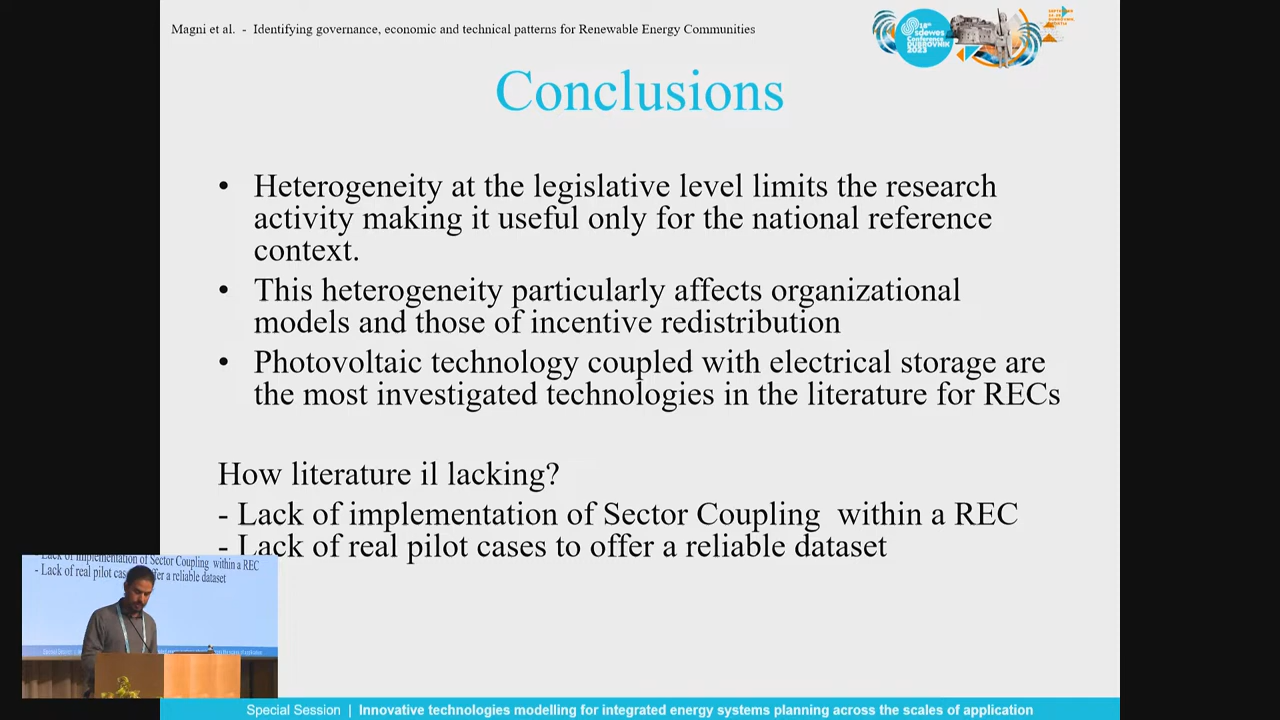 Magni et al. - Identifying governance, economic and technical patterns for Renewable Energy Communities
18th
sdewes
Conference
DUBROVNIK
2023
Conclusions
• Heterogeneity at the legislative level limits the research
activity making it useful only for the national reference
context.
• This heterogeneity particularly affects organizational
models and those of incentive redistribution
• Photovoltaic technology coupled with electrical storage are
the most investigated technologies in the literature for RECs
How literature il lacking?
- Lack of implementation of Sector Coupling within a REC
- Lack of real pilot cases to offer a reliable dataset
- Lack of implementation of Sector Coupling within a REC
- Lack of real pilot cas fer a reliable dataset
Special Session | Innovative technologies modelling for integrated energy systems planning across the scales of application